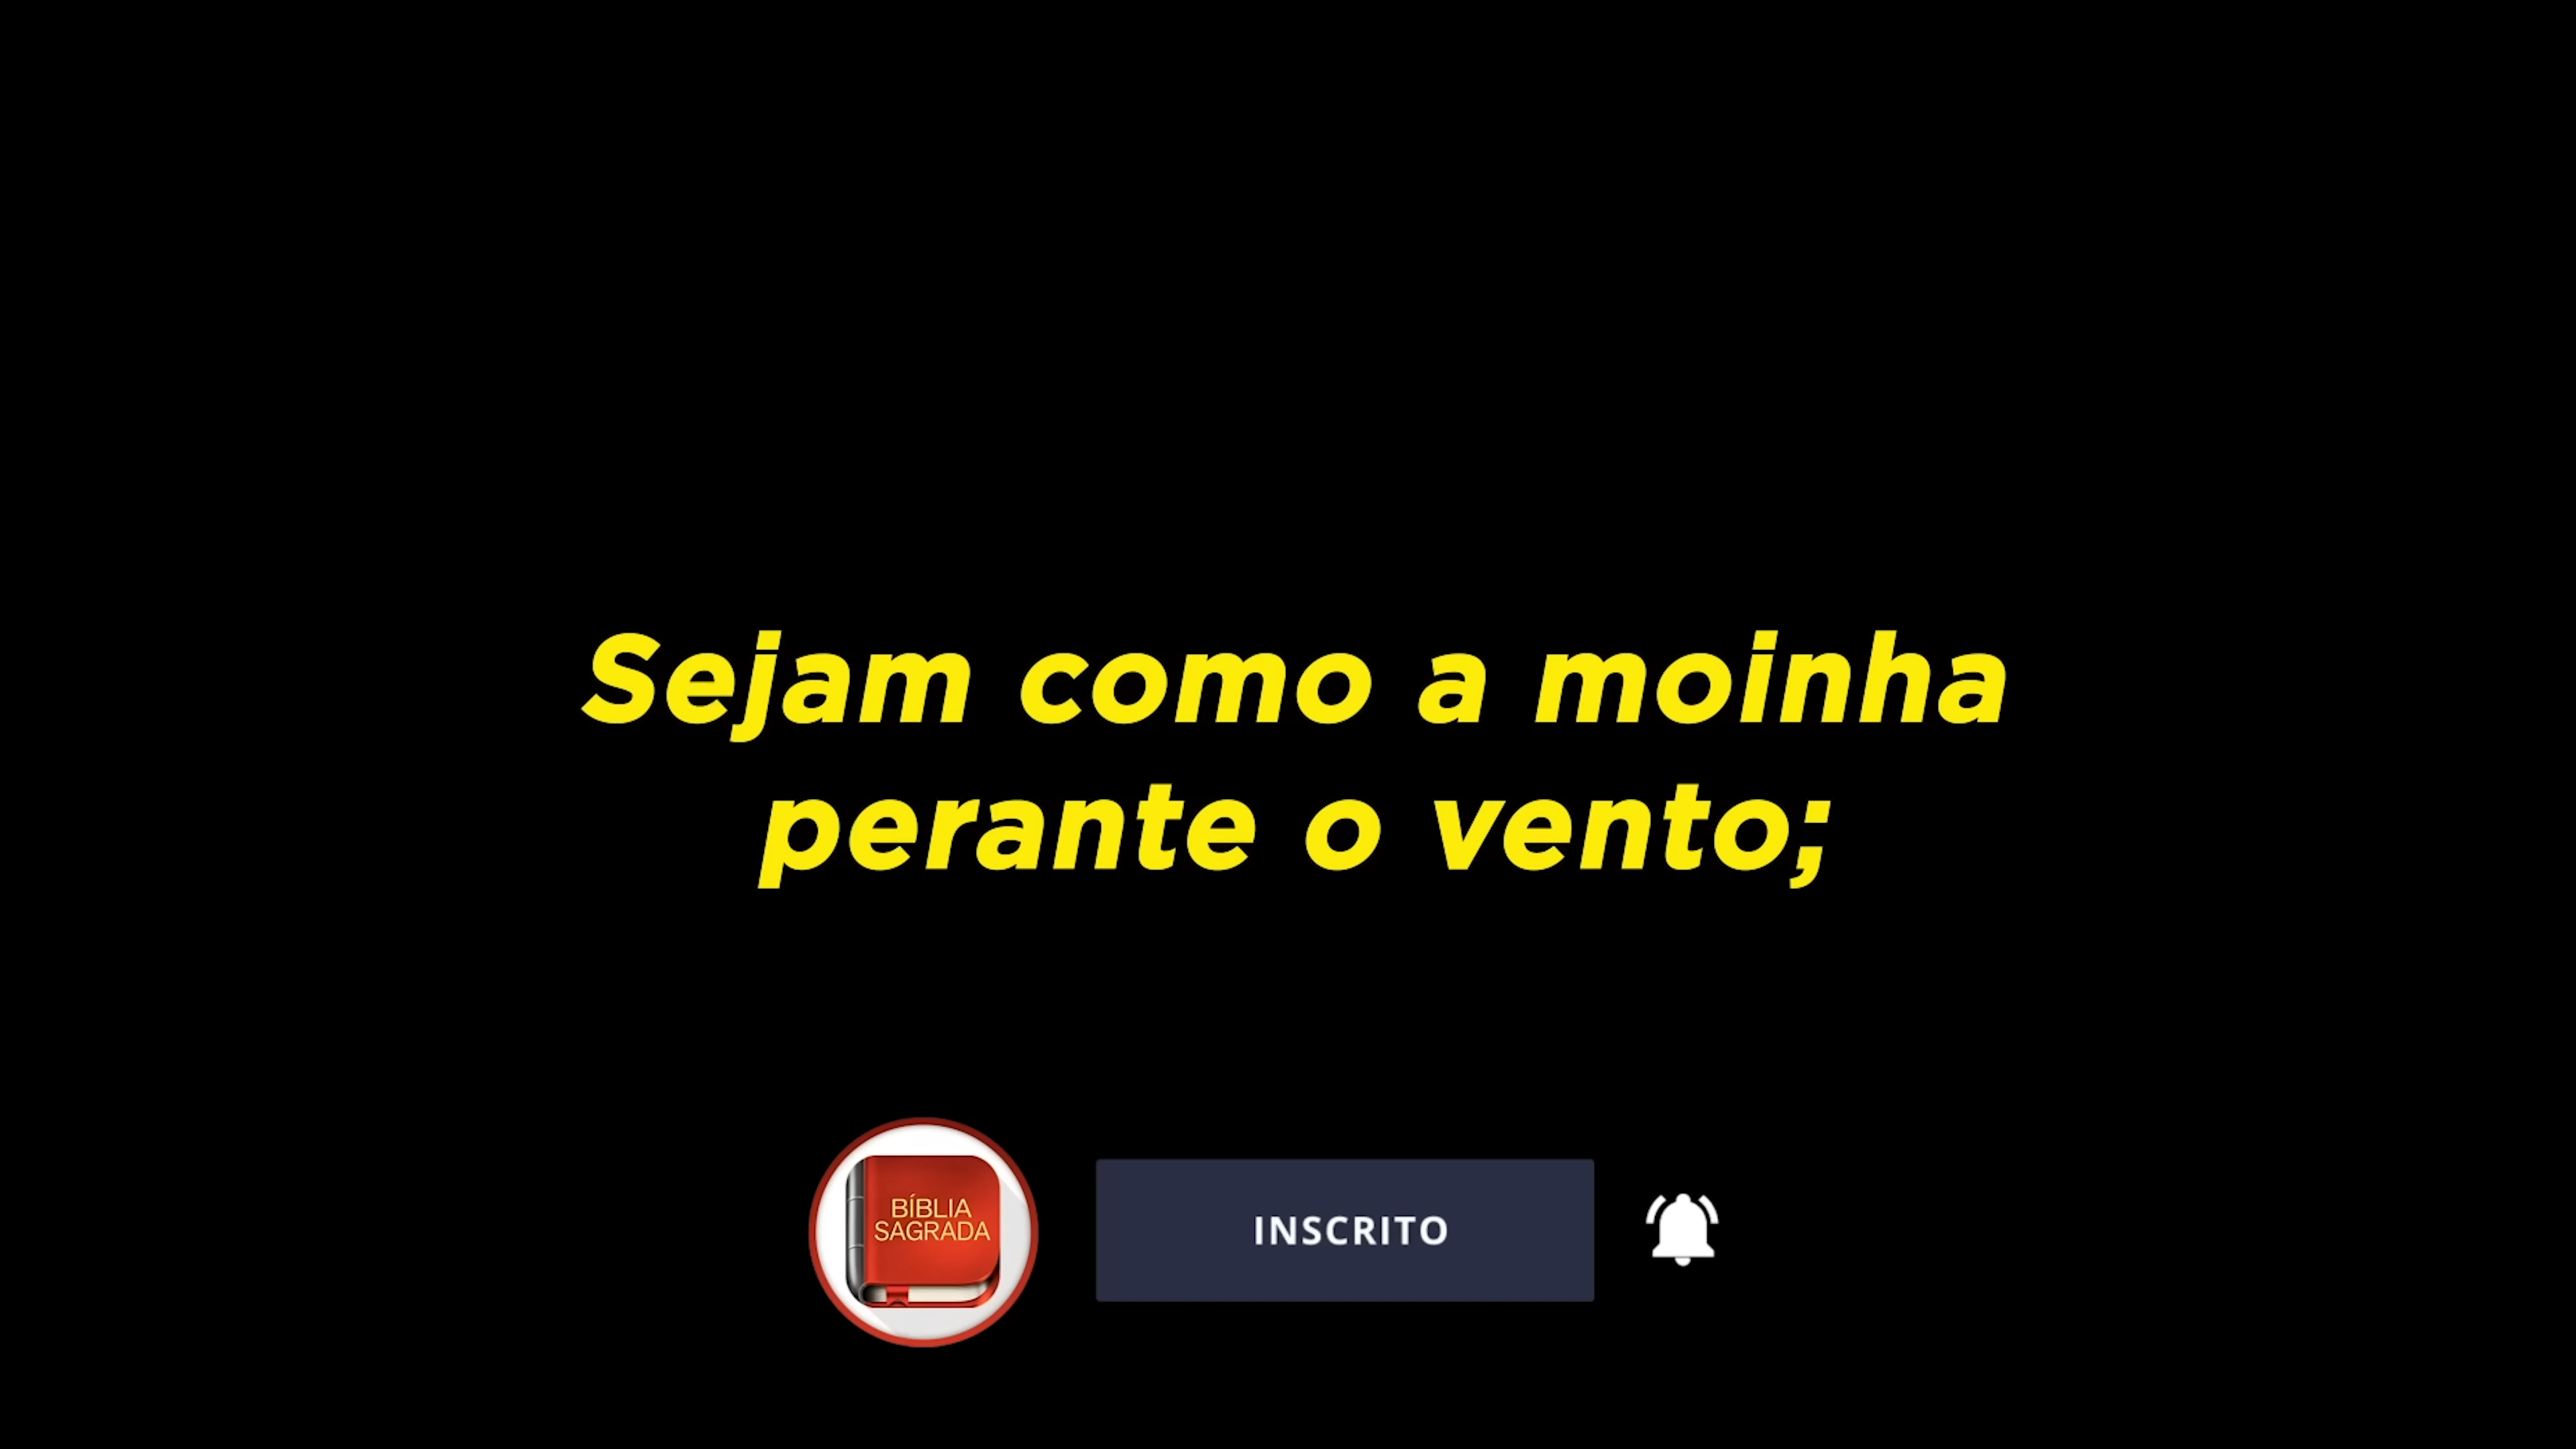 Sejam como a moinha
perante o vento;
BÍBLIA
SAGRADA
INSCRITO